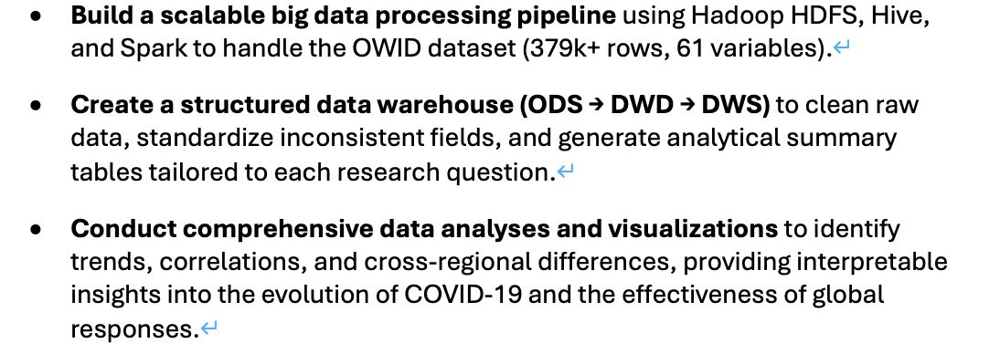 • Build a scalable big data processing pipeline using Hadoop HDFS, Hive,
and Spark to handle the OWID dataset (379k+ rows, 61 variables).↵
• Create a structured data warehouse (ODS → DWD → DWS) to clean raw
data, standardize inconsistent fields, and generate analytical summary
tables tailored to each research question.↵
• Conduct comprehensive data analyses and visualizations to identify
trends, correlations, and cross-regional differences, providing interpretable
insights into the evolution of COVID-19 and the effectiveness of global
responses.↵